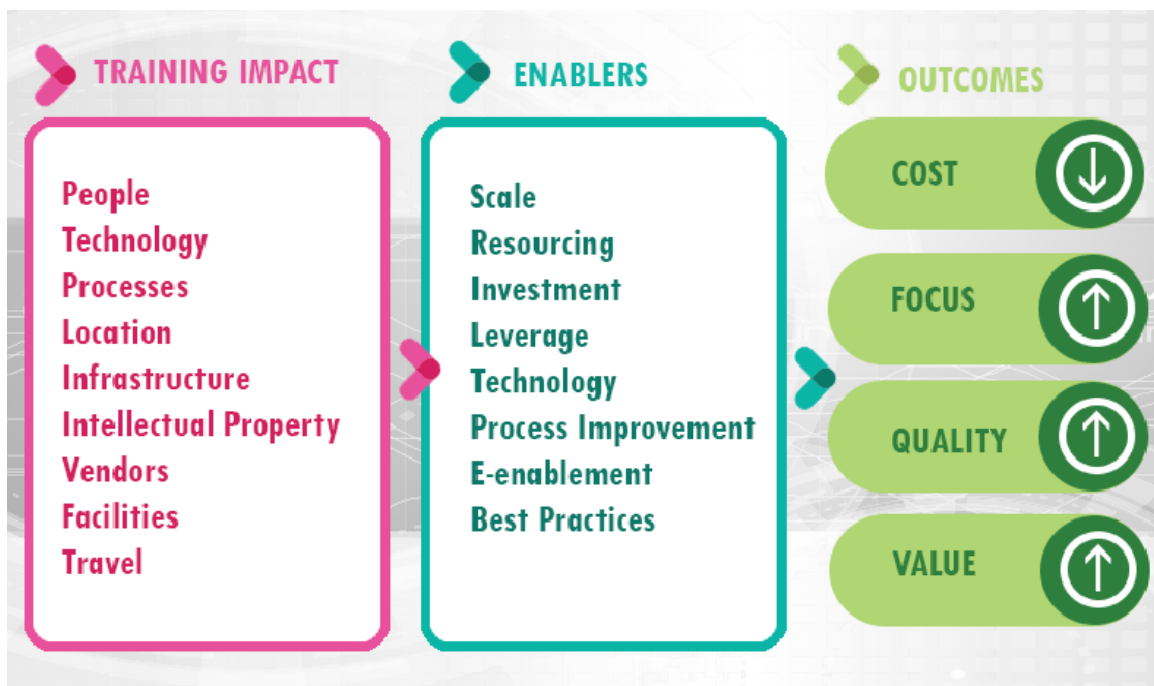 TRAINING IMPACT
People
Technology
Processes
Location
Infrastructure
Intellectual Property
Vendors
Facilities
Travel
ENABLERS
Scale
Resourcing
Investment
Leverage
Technology
Process Improvement
E-enablement
Best Practices
OUTCOMES
COST
FOCUS
QUALITY
VALUE